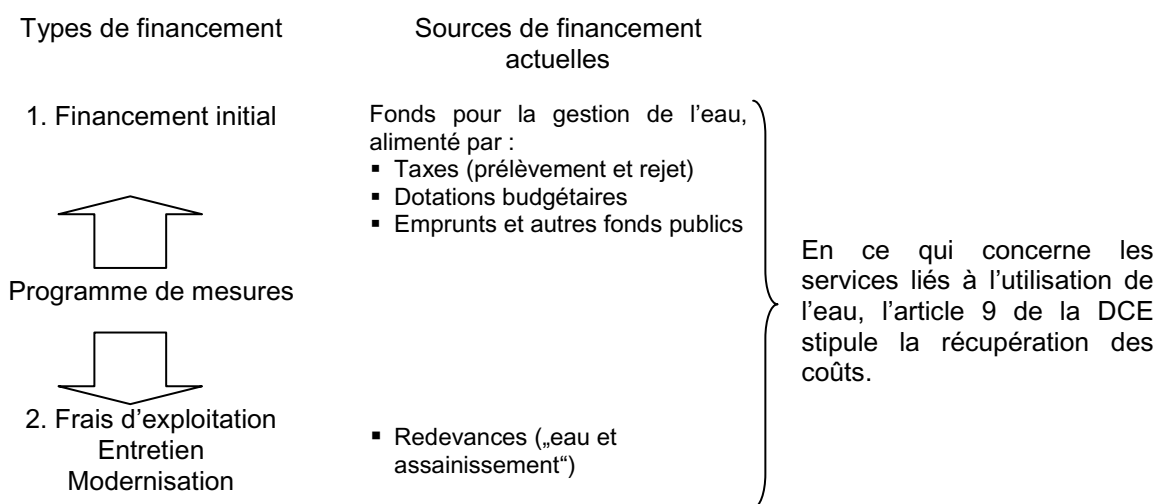 Types de financement
Sources de financement
actuelles
1. Financement initial
Fonds pour la gestion de l’eau,
alimenté par :
▪ Taxes (prélèvement et rejet)
▪ Dotations budgétaires
▪ Emprunts et autres fonds publics
Programme de mesures
2. Frais d’exploitation
Entretien
Modernisation
▪ Redevances („eau et
assainissement“)
En ce qui concerne les
services liés à l’utilisation de
l’eau, l’article 9 de la DCE
stipule la récupération des
coûts.